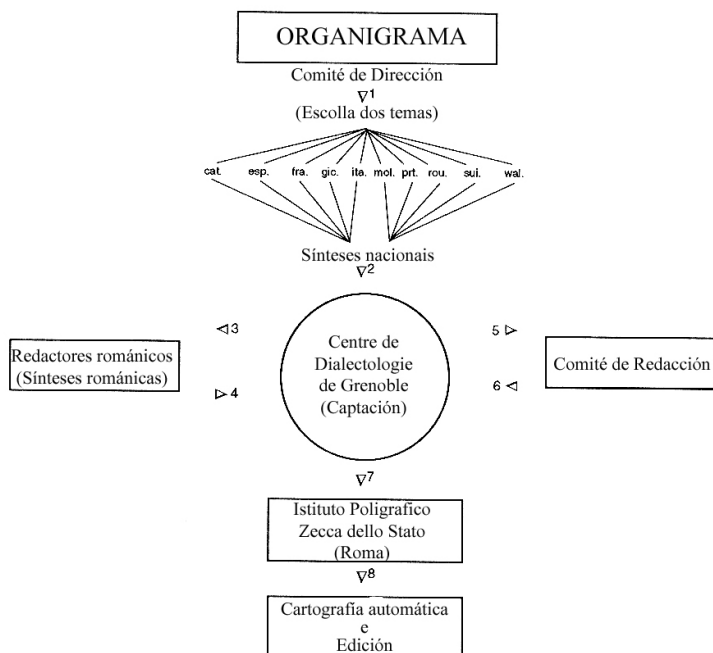 ORGANIGRAMA
Comité de Dirección
∇1
(Escolla dos temas)
cat. esp. fra. gic. ita. mol. prt. rou. sui. wal.
Sínteses nacionais
∇2
◁3
5 ▷
Redactores románicos
(Sínteses románicas)
▷4
Centre de
Dialectologie
de Grenoble
(Captación)
Comité de Redacción
6 ◁
∇7
Istituto Poligrafico
Zecca dello Stato
(Roma)
∇8
Cartografía automática
e
Edición